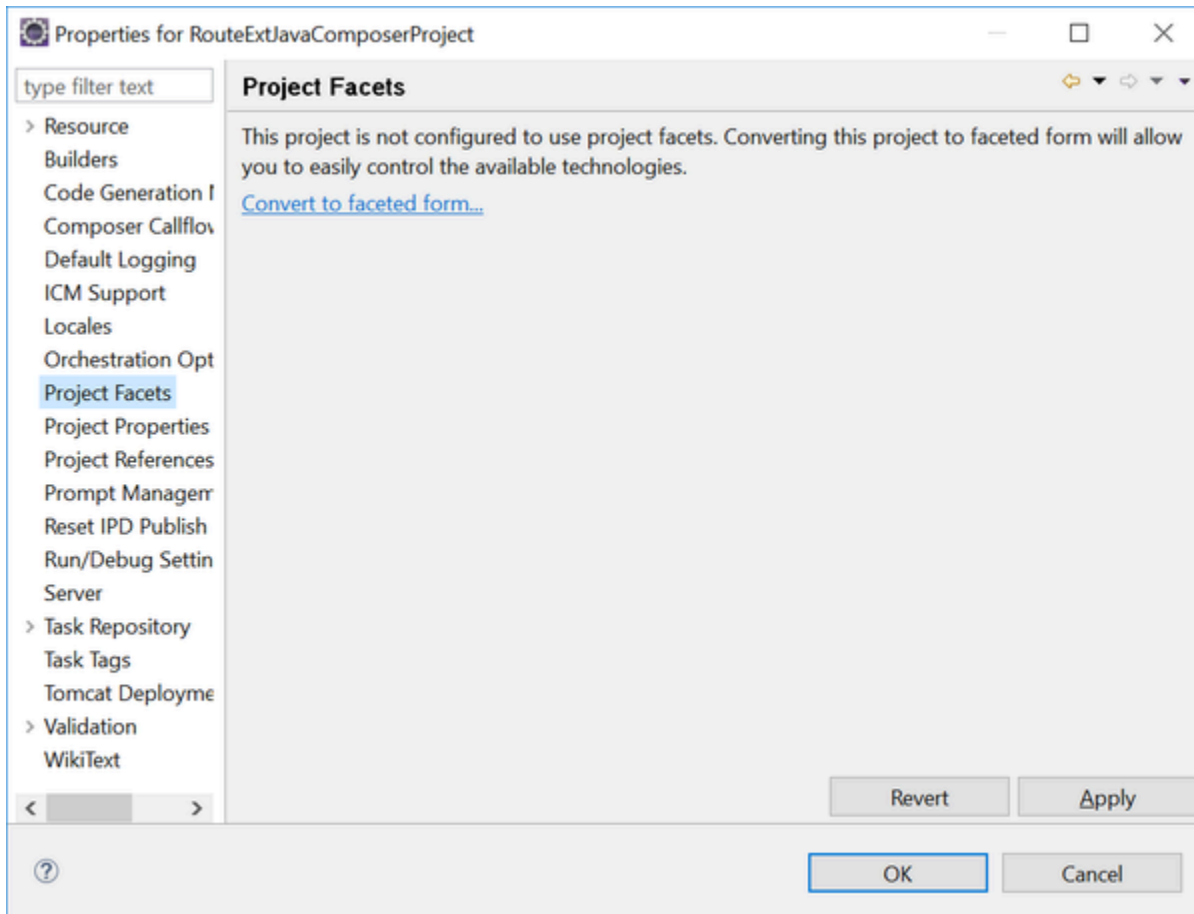 Properties for RouteExtJavaComposerProject
type filter text
Project Facets
Resource
Builders
Code Generation
Composer Callflow
Default Logging
ICM Support
Locales
Orchestration Opt
Project Facets
Project Properties
Project References
Prompt Managem
Reset IPD Publish
Run/Debug Settin
Server
Task Repository
Task Tags
Tomcat Deployme
Validation
WikiText
This project is not configured to use project facets. Converting this project to faceted form will allow
you to easily control the available technologies.
Convert to faceted form...
Revert
Apply
OK
Cancel